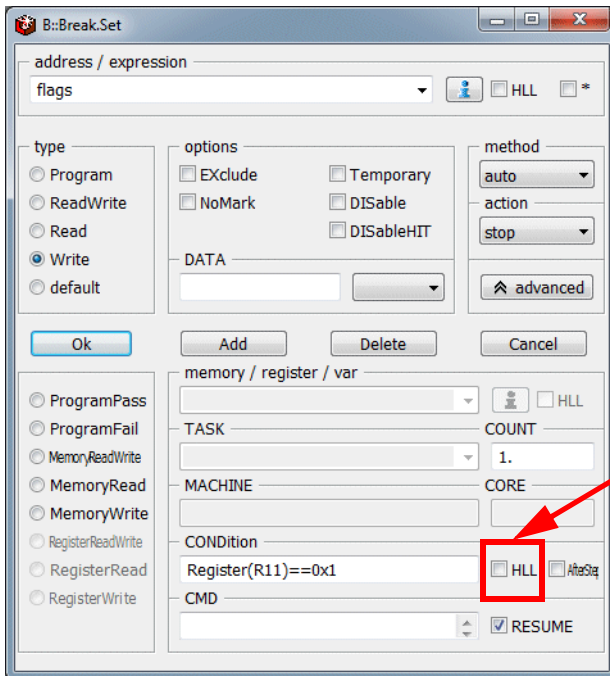 B::Break.Set
address / expression
flags
HLL
*
type
options
method
Program
EXclude
Temporary
auto
ReadWrite
NoMark
DISable
action
Read
DISableHIT
stop
Write
DATA
default
advanced
Ok
Add
Delete
Cancel
memory / register / var
ProgramPass
HLL
ProgramFail
TASK
COUNT
MemoryReadWrite
1.
MemoryRead
MACHINE
CORE
MemoryWrite
RegisterReadWrite
CONDition
RegisterRead
Register(R11)==0x1
HLL
AfterStep
RegisterWrite
CMD
RESUME